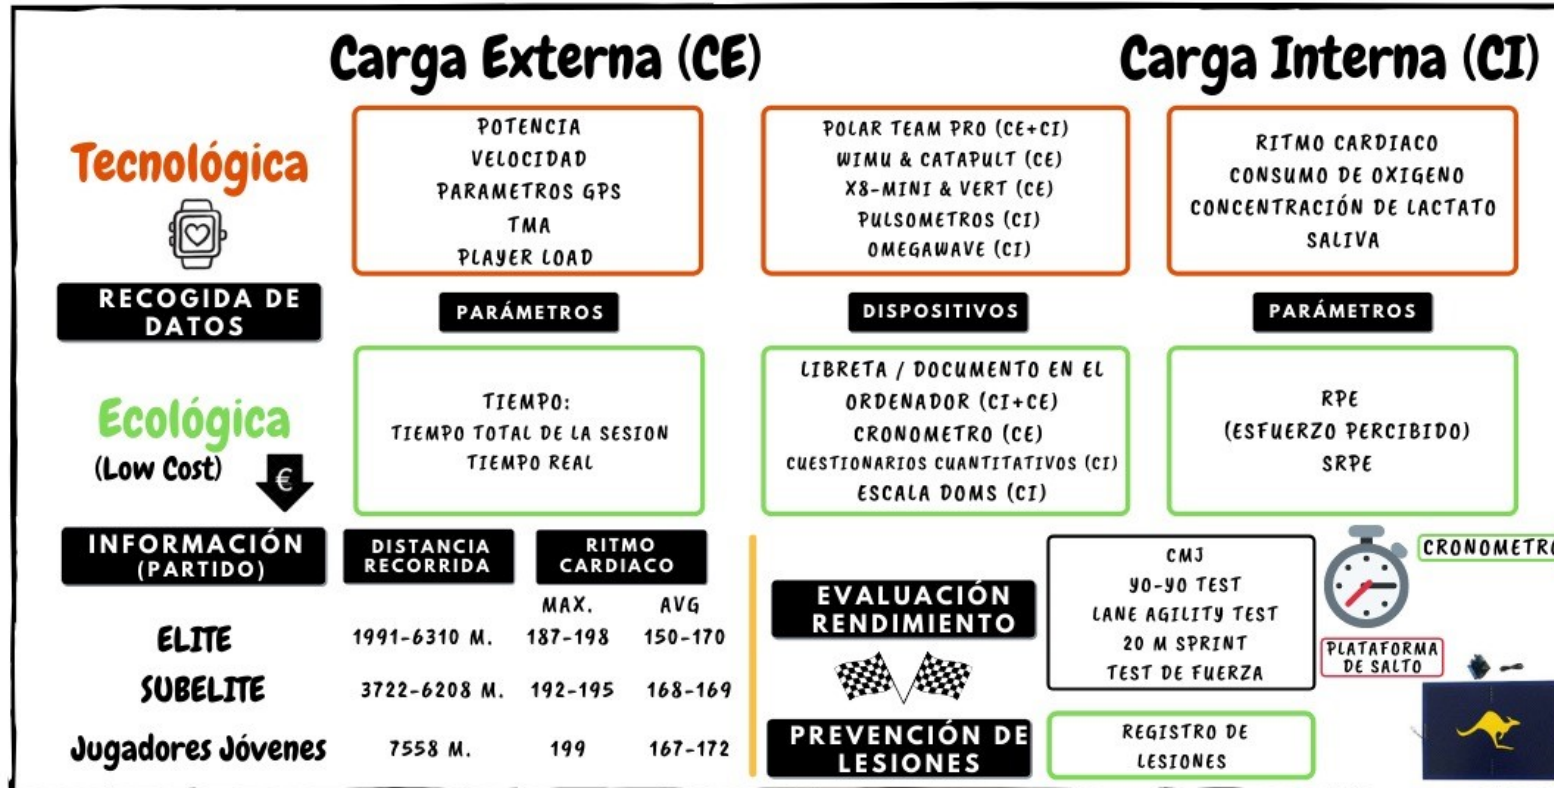 Carga Externa (CE)
Carga Interna (CI)
Tecnológica
POTENCIA
VELOCIDAD
PARAMETROS GPS
TMA
PLAYER LOAD
POLAR TEAM PRO (CE+CI)
WIMU & CATAPULT (CE)
X8-MINI & VERT (CE)
PULSOMETROS (CI)
OMEGAWAVE (CI)
RITMO CARDIACO
CONSUMO DE OXIGENO
CONCENTRACIÓN DE LACTATO
SALIVA
RECOGIDA DE
DATOS
PARÁMETROS
DISPOSITIVOS
PARÁMETROS
Ecológica
(Low Cost)
€
TIEMPO:
TIEMPO TOTAL DE LA SESION
TIEMPO REAL
LIBRETA / DOCUMENTO EN EL
ORDENADOR (CI+CE)
CRONOMETRO (CE)
CUESTIONARIOS CUANTITATIVOS (CI)
ESCALA DOMS (CI)
RPE
(ESFUERZO PERCIBIDO)
SRPE
INFORMACIÓN
(PARTIDO)
DISTANCIA
RECORRIDA
RITMO
CARDIACO
MAX. AVG
ELITE 1991-6310 M. 187-198 150-170
SUBELITE 3722-6208 M. 192-195 168-169
Jugadores Jóvenes 7558 M. 199 167-172
EVALUACIÓN
RENDIMIENTO
CMJ
YO-YO TEST
LANE AGILITY TEST
20 M SPRINT
TEST DE FUERZA
CRONOMETRO
PLATAFORMA
DE SALTO
PREVENCIÓN DE
LESIONES
REGISTRO DE
LESIONES